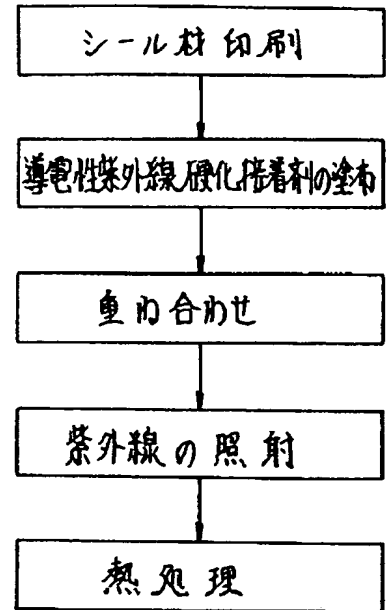 シール材印刷
導電性紫外線硬化接着剤の塗布
重ね合わせ
紫外線の照射
熱処理